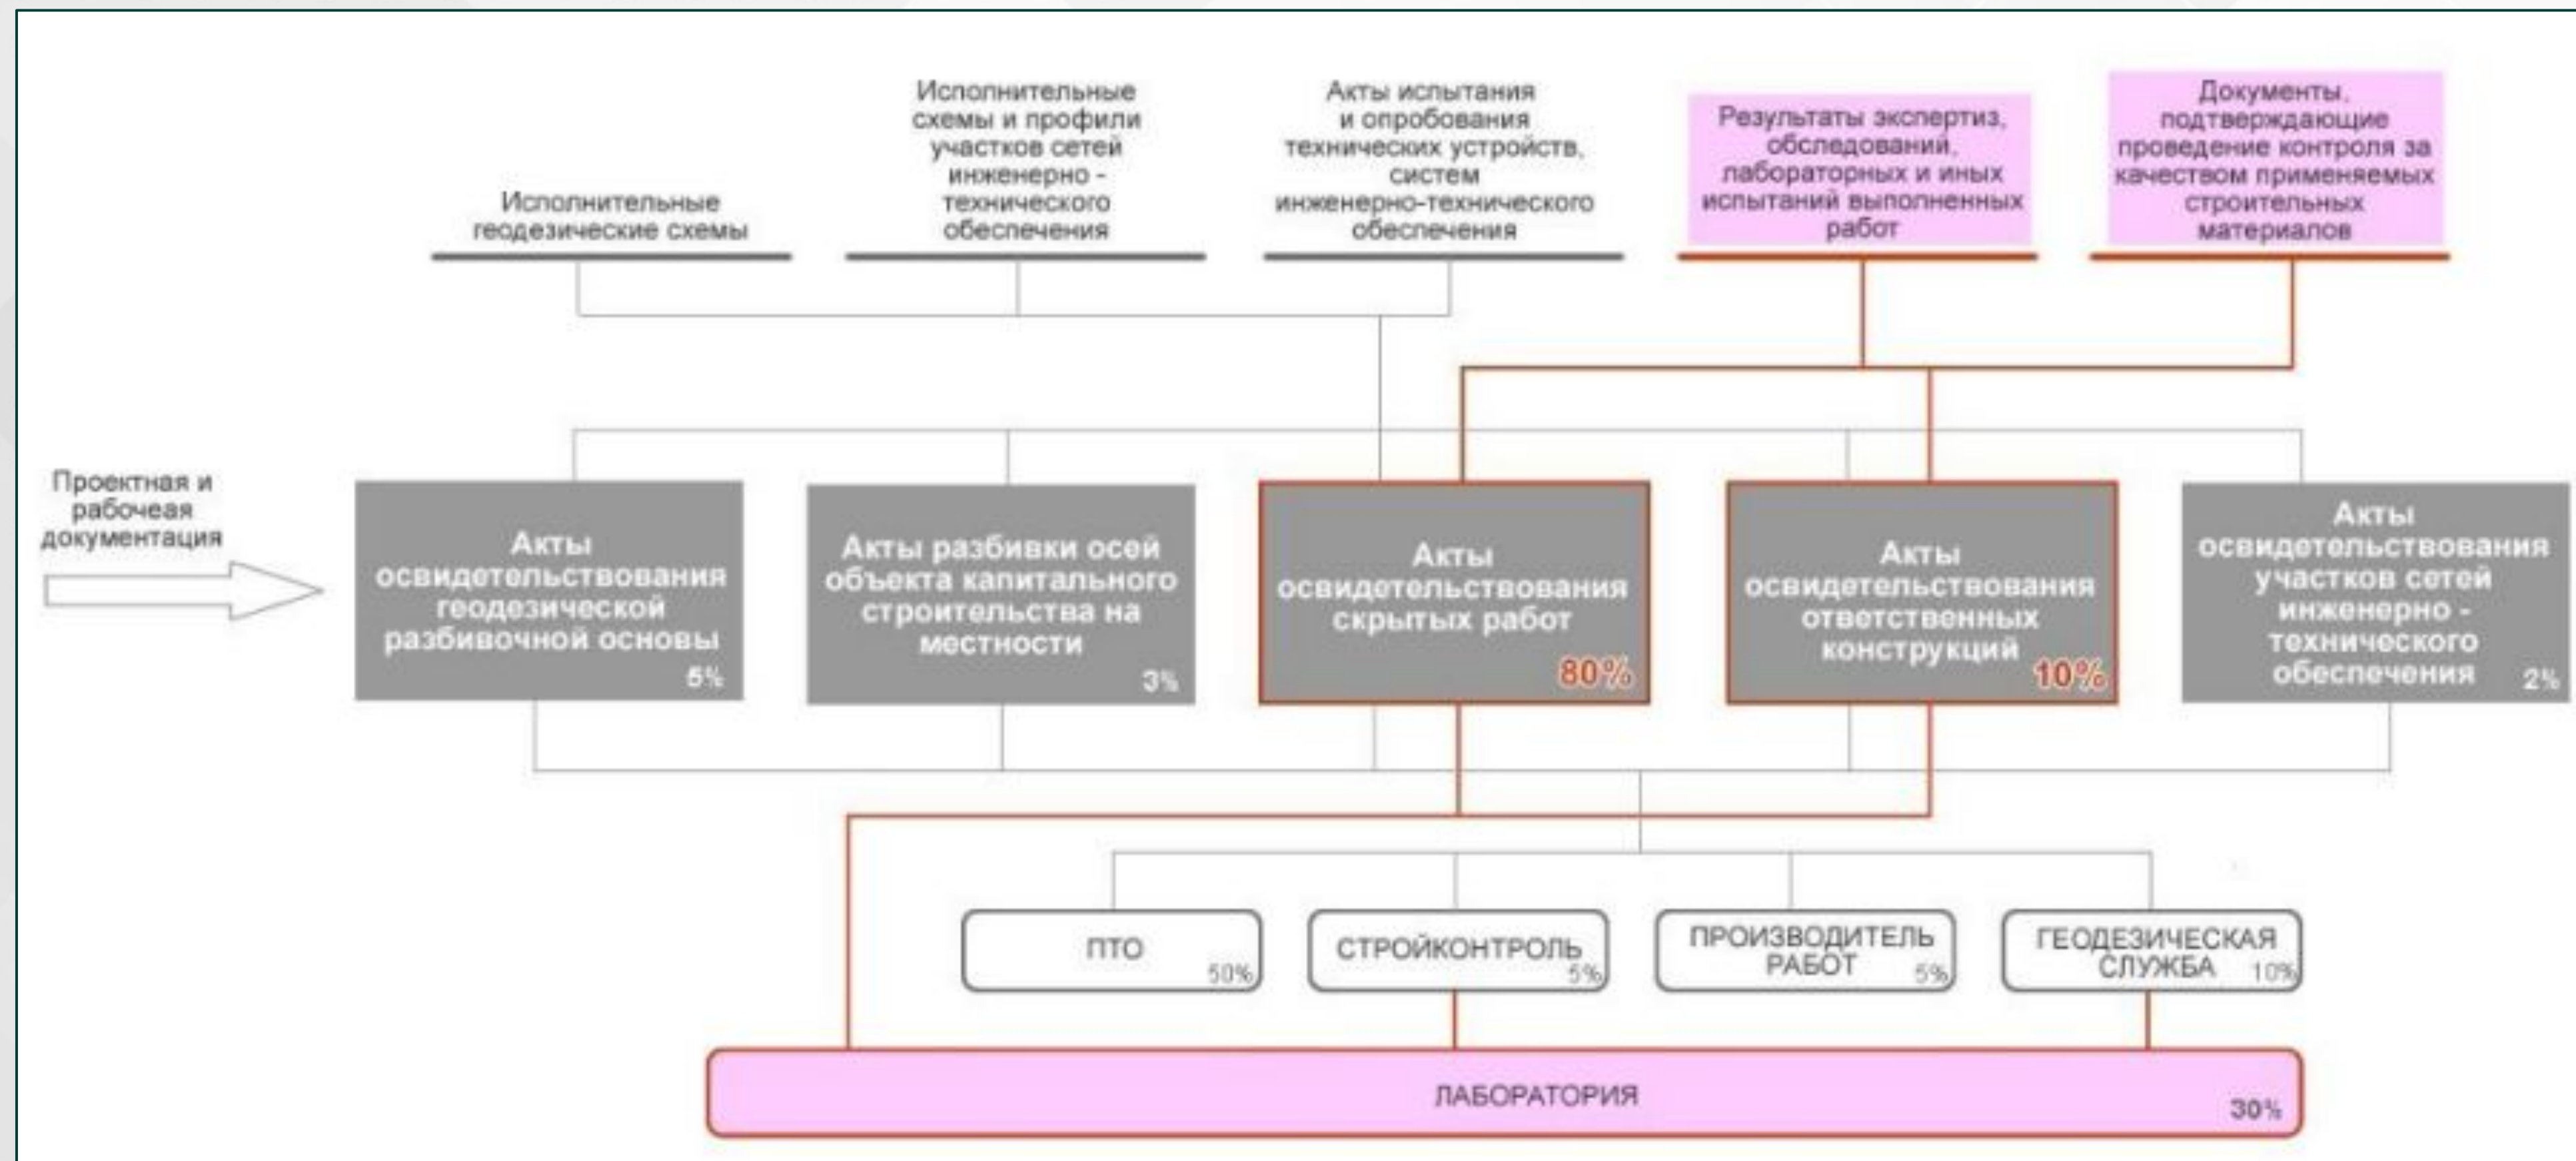 Исполнительные
геодезические схемы
Исполнительные
схемы и профили
участков сетей
инженерно -
технического
обеспечения
Акты испытания
и опробования
технических устройств,
систем
инженерно-технического
обеспечения
Результаты экспертиз,
обследований,
лабораторных и иных
испытаний выполненных
работ
Документы,
подтверждающие
проведение контроля за
качеством применяемых
строительных
материалов
Проектная и
рабочеая
документация
Акты
освидетельствования
геодезической
разбивочной основы
5%
Акты разбивки осей
объекта капитального
строительства на
местности
3%
Акты
освидетельствования
скрытых работ
80%
Акты
освидетельствования
ответственных
конструкций
10%
Акты
освидетельствования
участков сетей
инженерно -
технического
обеспечения
2%
ПТО
50%
СТРОЙКОНТРОЛЬ
5%
ПРОИЗВОДИТЕЛЬ
РАБОТ
5%
ГЕОДЕЗИЧЕСКАЯ
СЛУЖБА
10%
ЛАБОРАТОРИЯ
30%